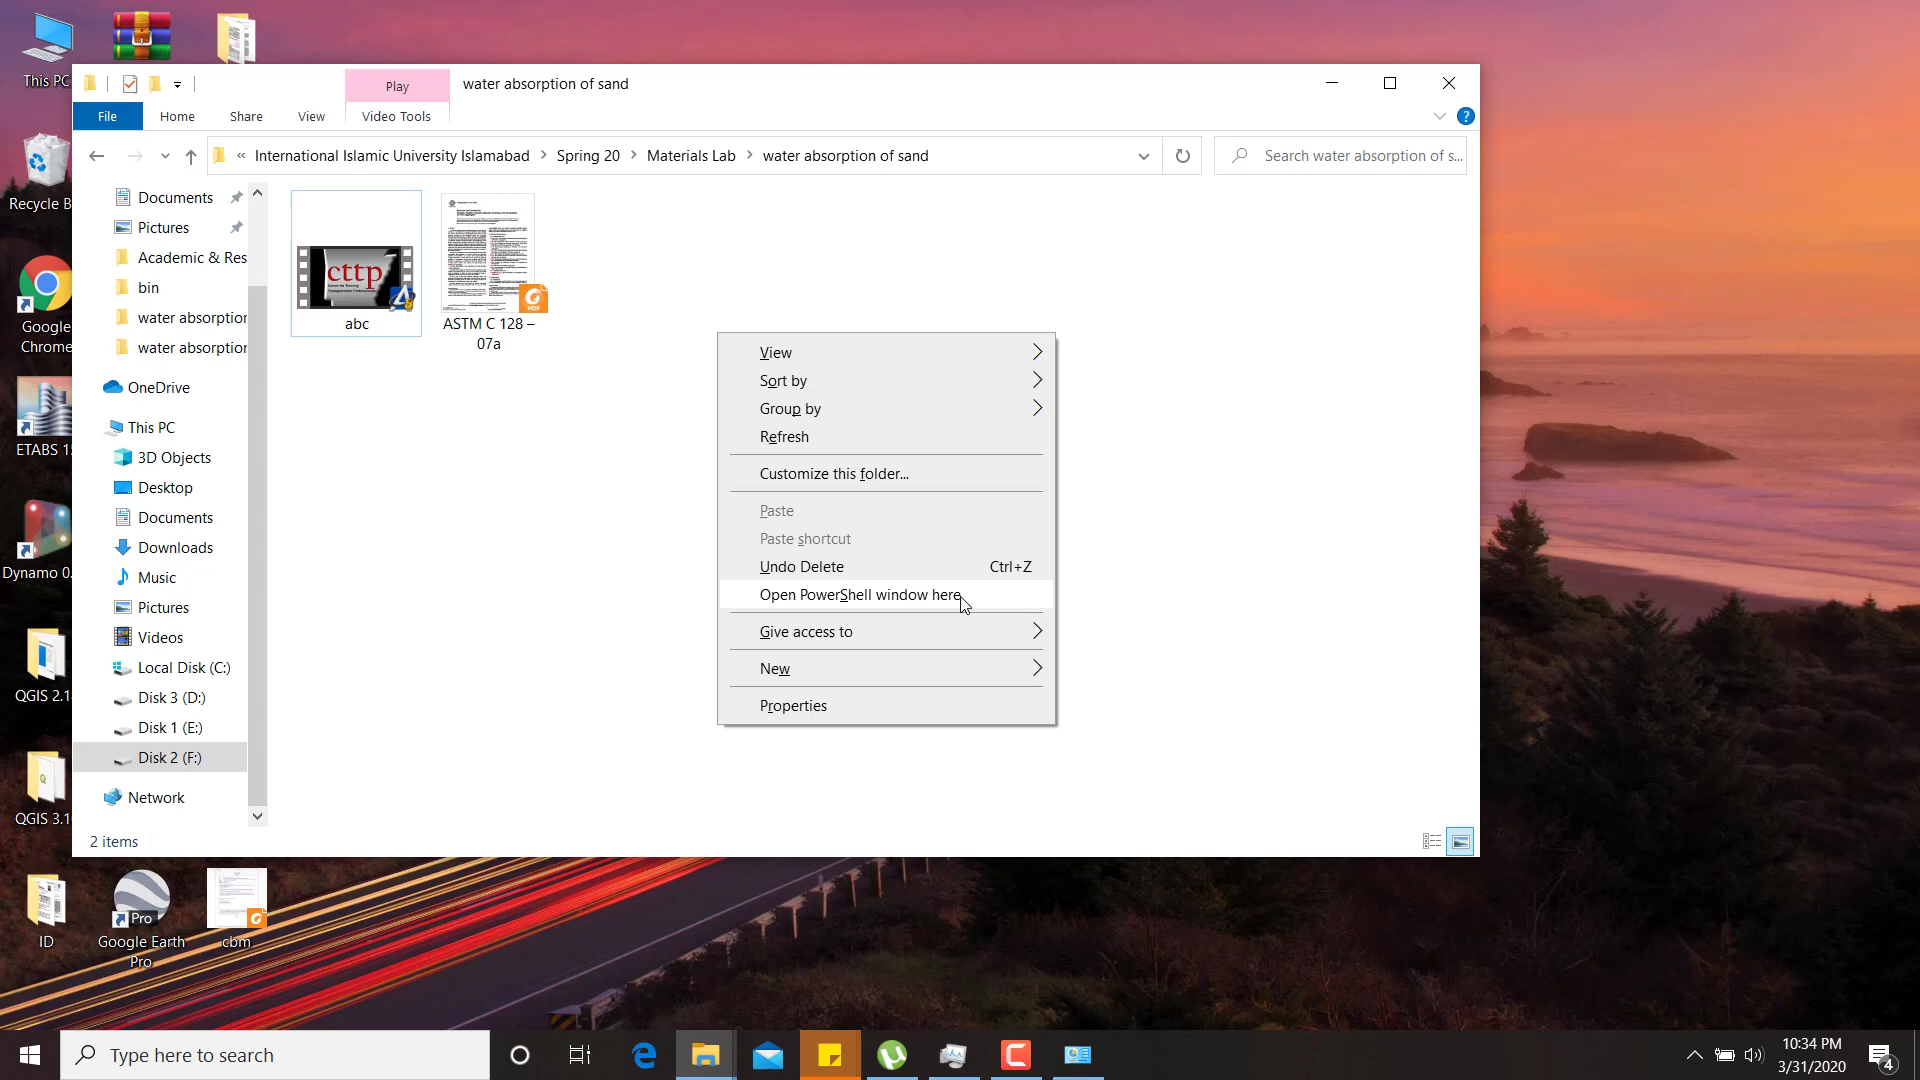 This PC
Play
water absorption of sand
File
Home
Share
View
Video Tools
« International Islamic University Islamabad > Spring 20 > Materials Lab > water absorption of sand
Search water absorption of s...
Recycle B
Google
Chrome
ETABS 1
Dynamo 0.
QGIS 2.1
QGIS 3.1
Documents
Pictures
Academic & Res
bin
water absorption
water absorption
OneDrive
This PC
3D Objects
Desktop
Documents
Downloads
Music
Pictures
Videos
Local Disk (C:)
Disk 3 (D:)
Disk 1 (E:)
Disk 2 (F:)
Network
cttp
abc
PDF
ASTM C 128 –
07a
View
Sort by
Group by
Refresh
Customize this folder...
Paste
Paste shortcut
Undo Delete Ctrl+Z
Open PowerShell window here
Give access to
New
Properties
2 items
ID
Pro
Google Earth
Pro
cbm
Type here to search
10:34 PM
3/31/2020
4